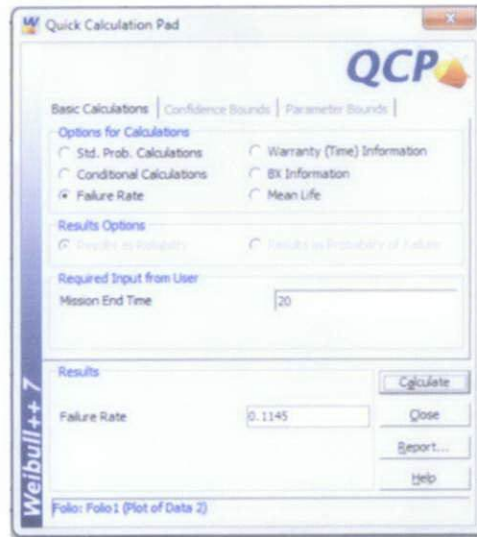 Quick Calculation Pad
QCP
Basic Calculations Confidence Bounds Parameter Bounds
Options for Calculations
Std. Prob. Calculations Warranty (Time) Information
Conditional Calculations BX Information
Failure Rate Mean Life
Results Options
Results as Reliability Results as Probability of Failure
Required Input from User
Mission End Time 20
Results
Calculate
Failure Rate 0.1145 Close
Report...
Help
Weibull++ 7
Folio: Folio1 (Plot of Data 2)